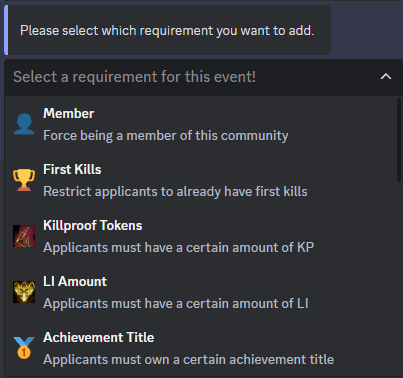 Please select which requirement you want to add.
Select a requirement for this event!
Member
Force being a member of this community
First Kills
Restrict applicants to already have first kills
Killproof Tokens
Applicants must have a certain amount of KP
LI Amount
Applicants must have a certain amount of LI
Achievement Title
Applicants must own a certain achievement title